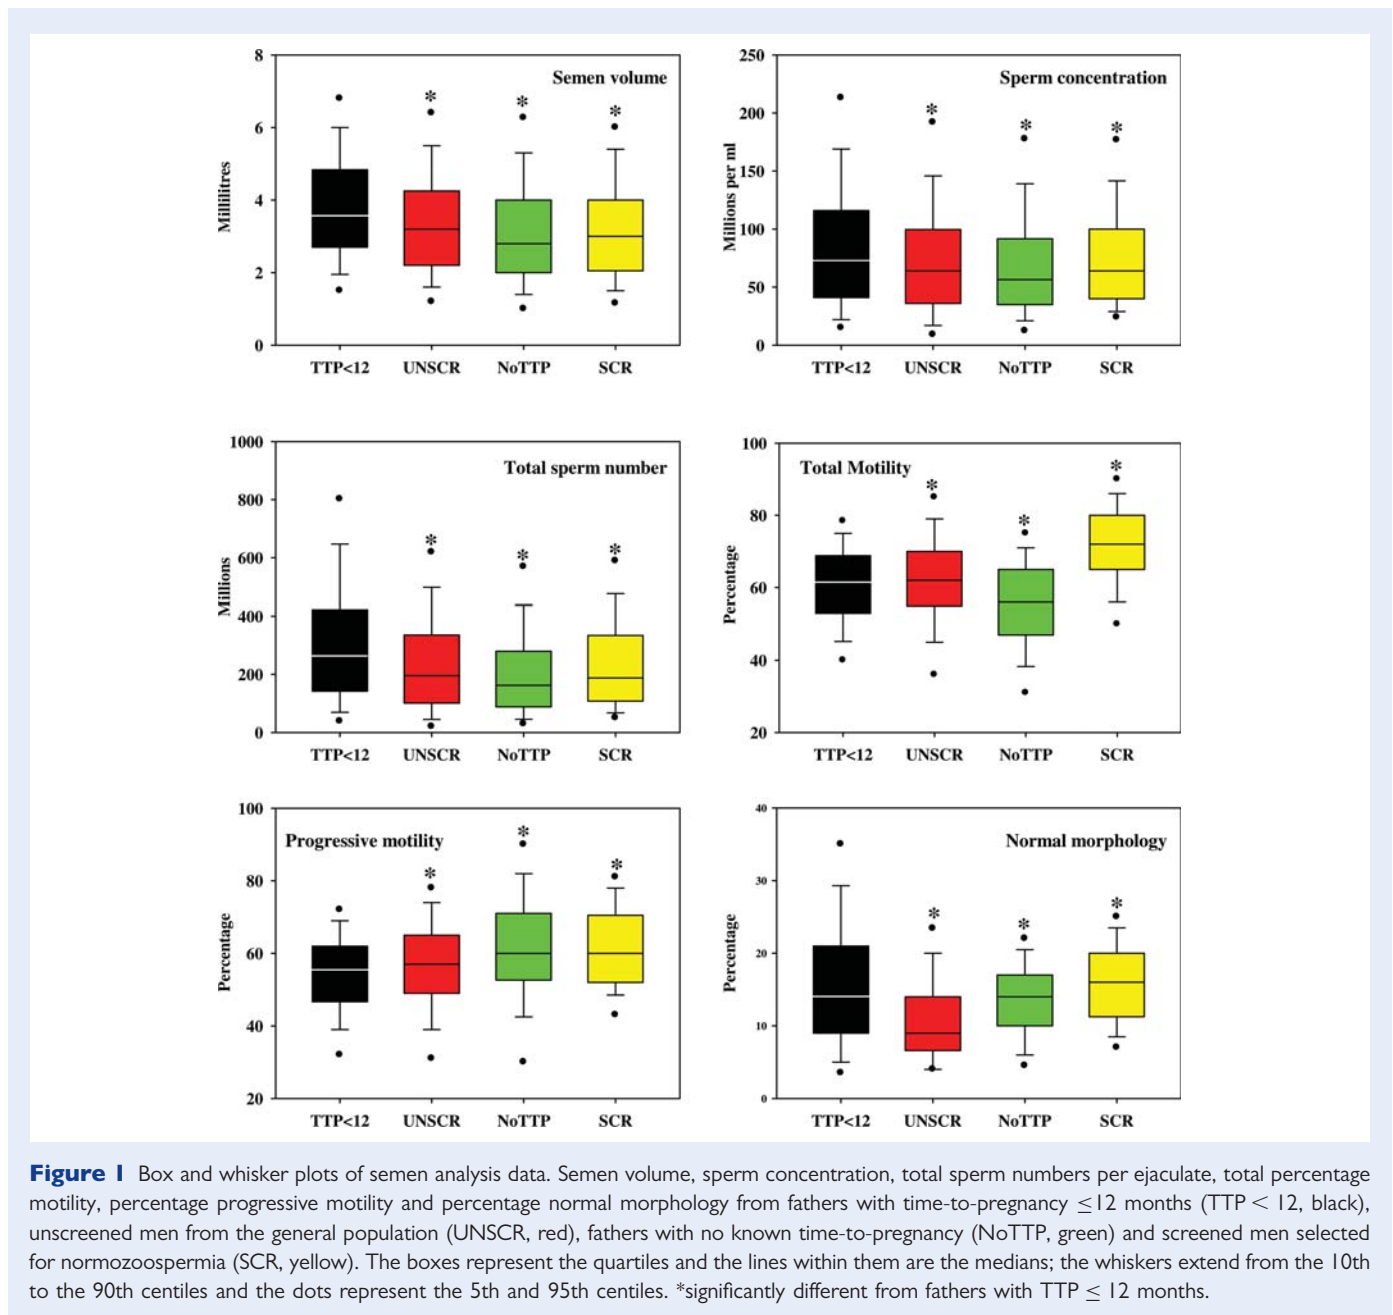 Semen volume
Millilitres
8
6
4
2
0
* * *
TTP<12 UNSCR NoTTP SCR
Sperm concentration
Millions per ml
250
200
150
100
50
0
* * *
TTP<12 UNSCR NoTTP SCR
Total sperm number
Millions
1000
800
600
400
200
0
* * *
TTP<12 UNSCR NoTTP SCR
Total Motility
Percentage
100
80
60
40
20
* * *
TTP<12 UNSCR NoTTP SCR
Progressive motility
Percentage
100
80
60
40
20
* * *
TTP<12 UNSCR NoTTP SCR
Normal morphology
Percentage
40
30
20
10
0
* * *
TTP<12 UNSCR NoTTP SCR
Figure 1 Box and whisker plots of semen analysis data. Semen volume, sperm concentration, total sperm numbers per ejaculate, total percentage
motility, percentage progressive motility and percentage normal morphology from fathers with time-to-pregnancy ≤12 months (TTP < 12, black),
unscreened men from the general population (UNSCR, red), fathers with no known time-to-pregnancy (NoTTP, green) and screened men selected
for normozoospermia (SCR, yellow). The boxes represent the quartiles and the lines within them are the medians; the whiskers extend from the 10th
to the 90th centiles and the dots represent the 5th and 95th centiles. *significantly different from fathers with TTP ≤ 12 months.